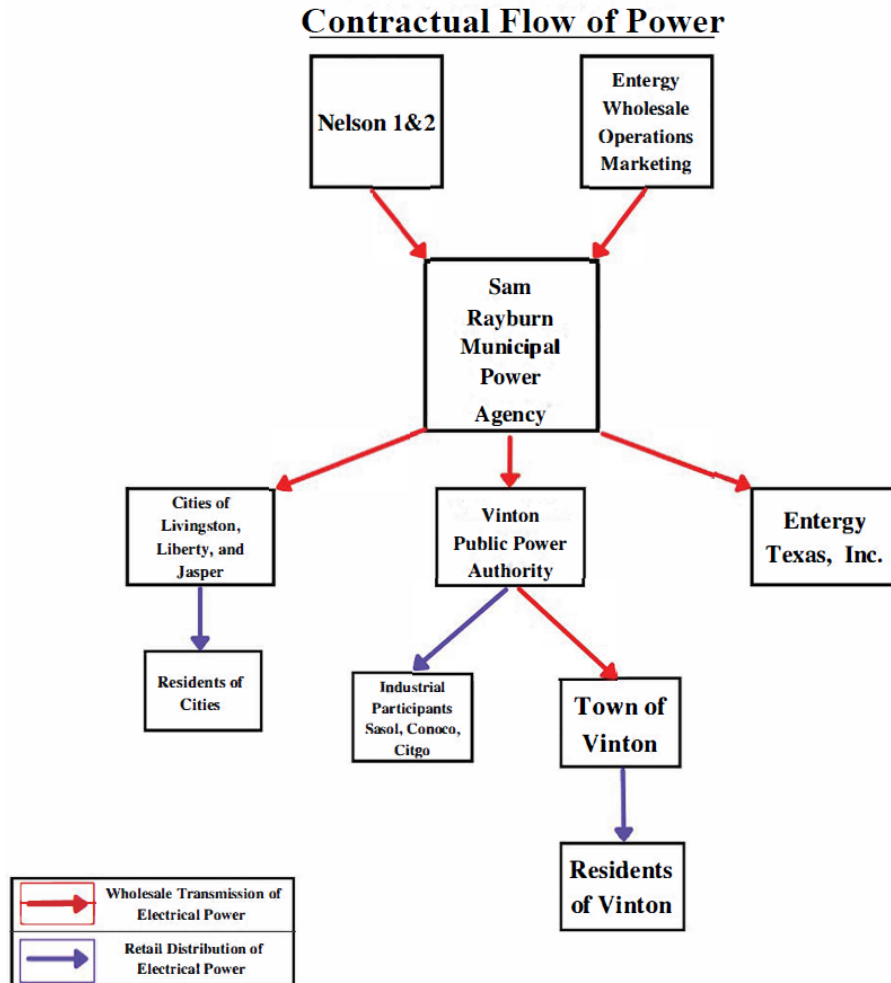 Contractual Flow of Power
Nelson 1&2
Entergy
Wholesale
Operations
Marketing
Sam
Rayburn
Municipal
Power
Agency
Cities of
Livingston,
Liberty, and
Jasper
Vinton
Public Power
Authority
Entergy
Texas, Inc.
Residents of
Cities
Industrial
Participants
Sasol, Conoco,
Citgo
Town of
Vinton
Residents
of Vinton
Wholesale Transmission of
Electrical Power
Retail Distribution of
Electrical Power